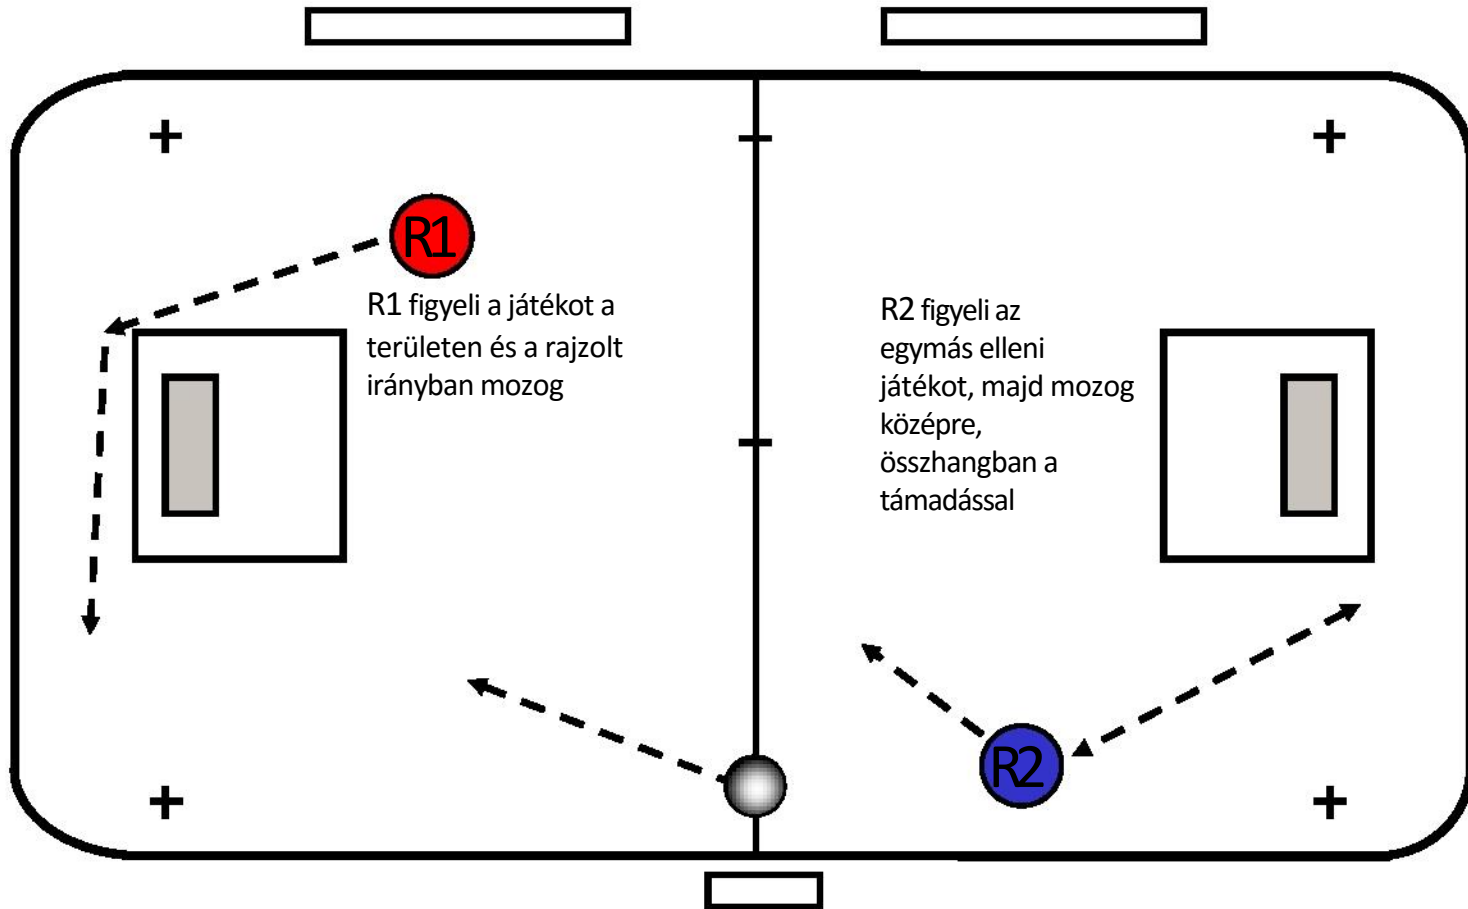 R1
R1 figyeli a játékot a
területen és a rajzolt
irányban mozog
R2 figyeli az
egymás elleni
játékot, majd mozog
középre,
összhangban a
támadással
R2